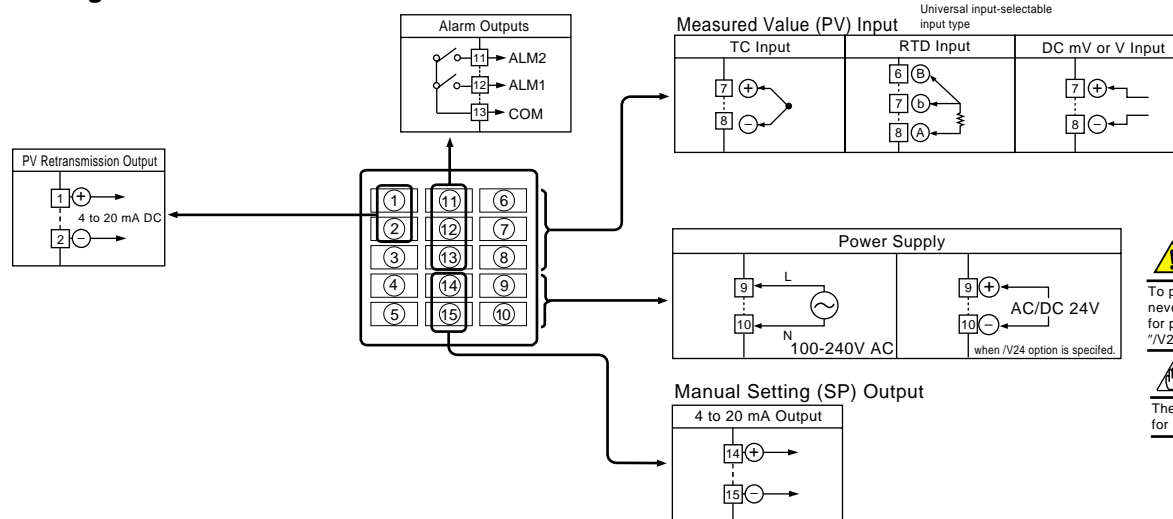 Alarm Outputs
11 ALM2
12 ALM1
13 COM
Measured Value (PV) Input
Universal input-selectable
input type
TC Input
7 +
8 −
RTD Input
6 B
7 b
8 A
DC mV or V Input
7 +
8 −
PV Retransmission Output
1 +
4 to 20 mA DC
2 −
1 11 6
2 12 7
3 13 8
4 14 9
5 15 10
Power Supply
9 L
10 N
100-240V AC
9 +
AC/DC 24V
10 −
when /V24 option is specifed.
To p
neve
for p
"/V2
The
for
Manual Setting (SP) Output
4 to 20 mA Output
14 +
15 −